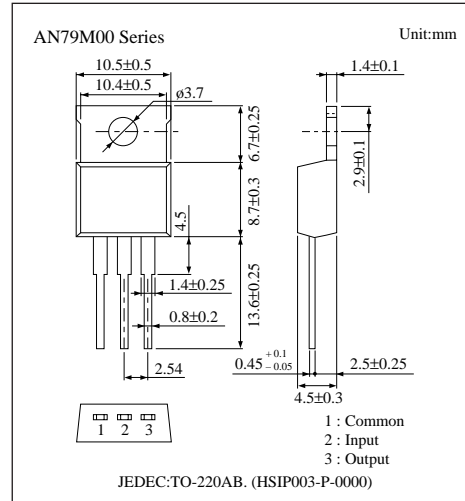 AN79M00 Series
Unit:mm
10.5±0.5
10.4±0.5
ø3.7
1.4±0.1
6.7±0.25
2.9±0.1
8.7±0.3
4.5
13.6±0.25
1.4±0.25
0.8±0.2
2.54
0.45 +0.1 −0.05
2.5±0.25
4.5±0.3
1 2 3
1 : Common
2 : Input
3 : Output
JEDEC:TO-220AB. (HSIP003-P-0000)